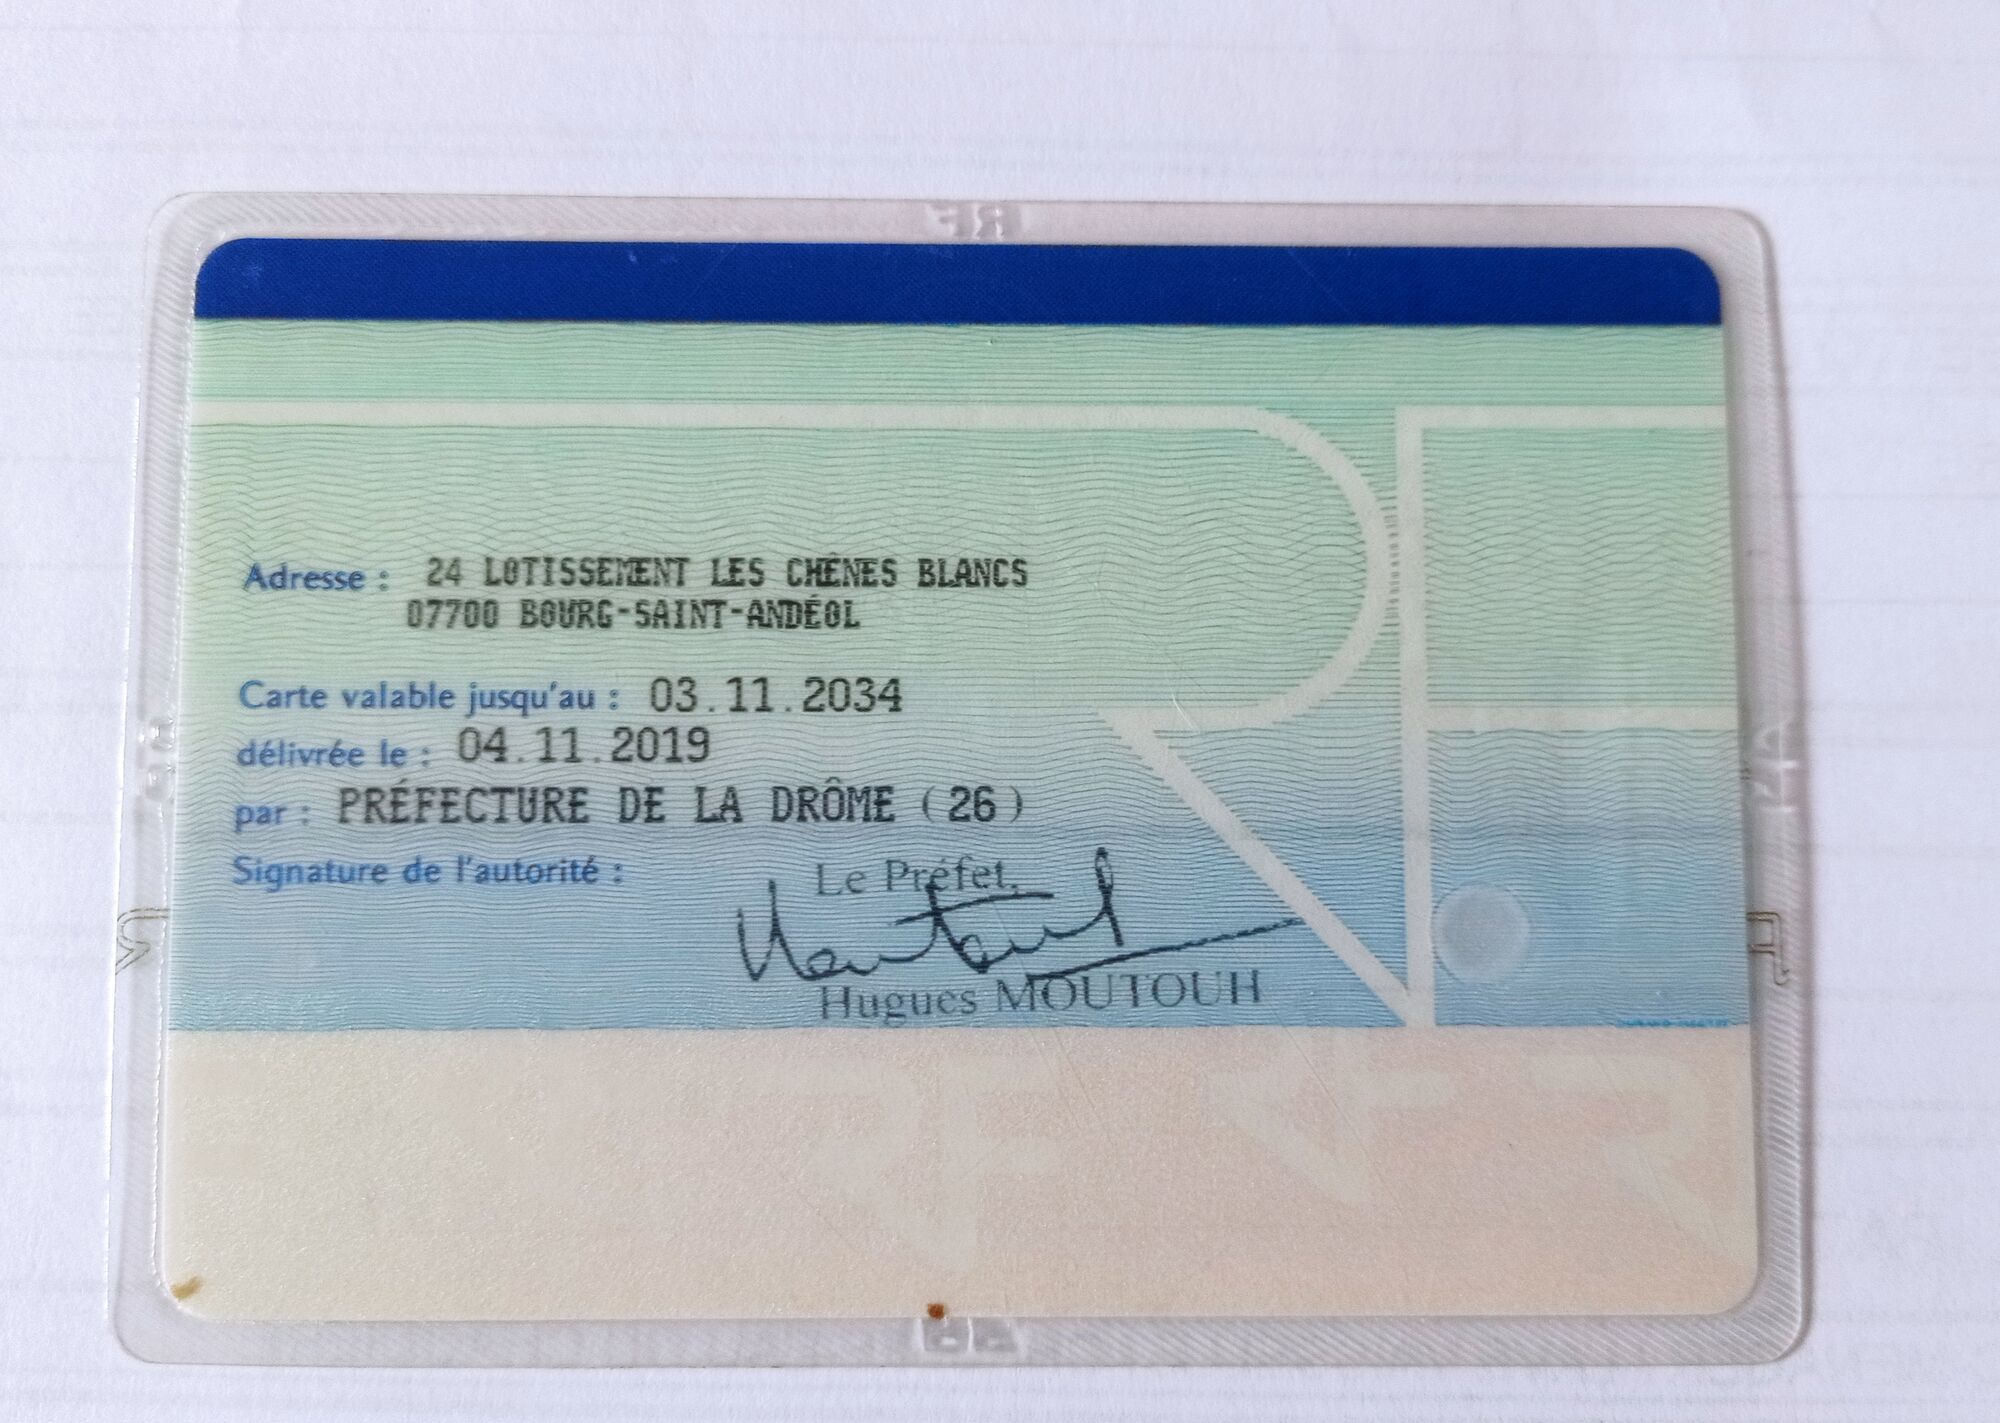 Adresse : 24 LOTISSEMENT LES CHÊNES BLANCS
07700 BOURG-SAINT-ANDÉOL
Carte valable jusqu'au : 03.11.2034
délivrée le : 04.11.2019
par : PRÉFECTURE DE LA DRÔME (26)
Signature de l'autorité :
Le Préfet,
Hugues MOUTOUH
RF